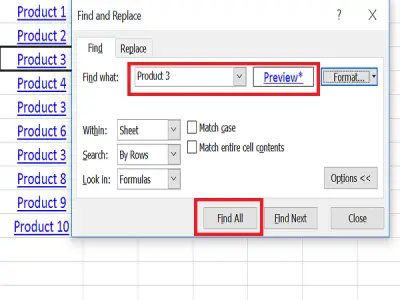 Product 1
Product 2
Product 3
Product 4
Product 3
Product 6
Product 3
Product 8
Product 9
Product 10
Find and Replace
? X
Find Replace
Find what: Product 3 Preview* Format...
Within: Sheet Match case
Search: By Rows Match entire cell contents
Look in: Formulas Options <<
Find All Find Next Close